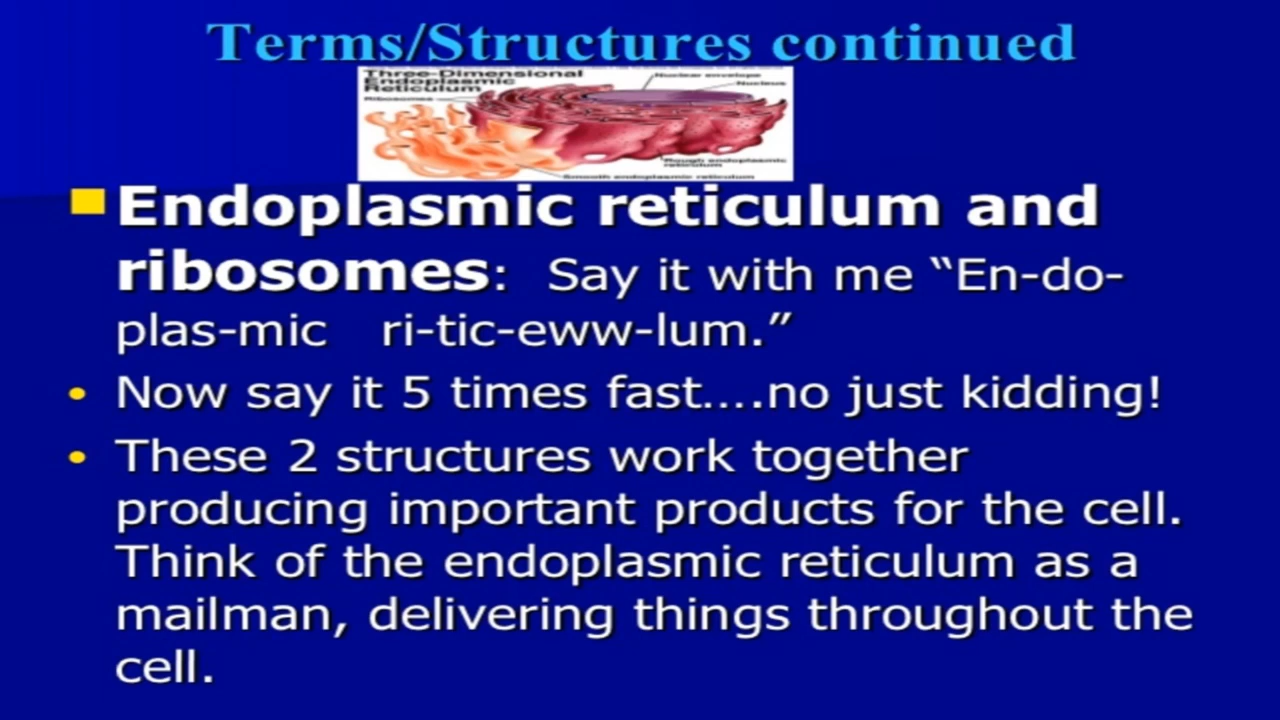 Terms/Structures continued
Three-Dimensional
Endoplasmic
Reticulum
Nuclear envelope
Nucleus
Ribosomes
Rough endoplasmic
reticulum
Smooth endoplasmic reticulum
Endoplasmic reticulum and
ribosomes: Say it with me “En-do-
plas-mic ri-tic-eww-lum.”
Now say it 5 times fast....no just kidding!
These 2 structures work together
producing important products for the cell.
Think of the endoplasmic reticulum as a
mailman, delivering things throughout the
cell.